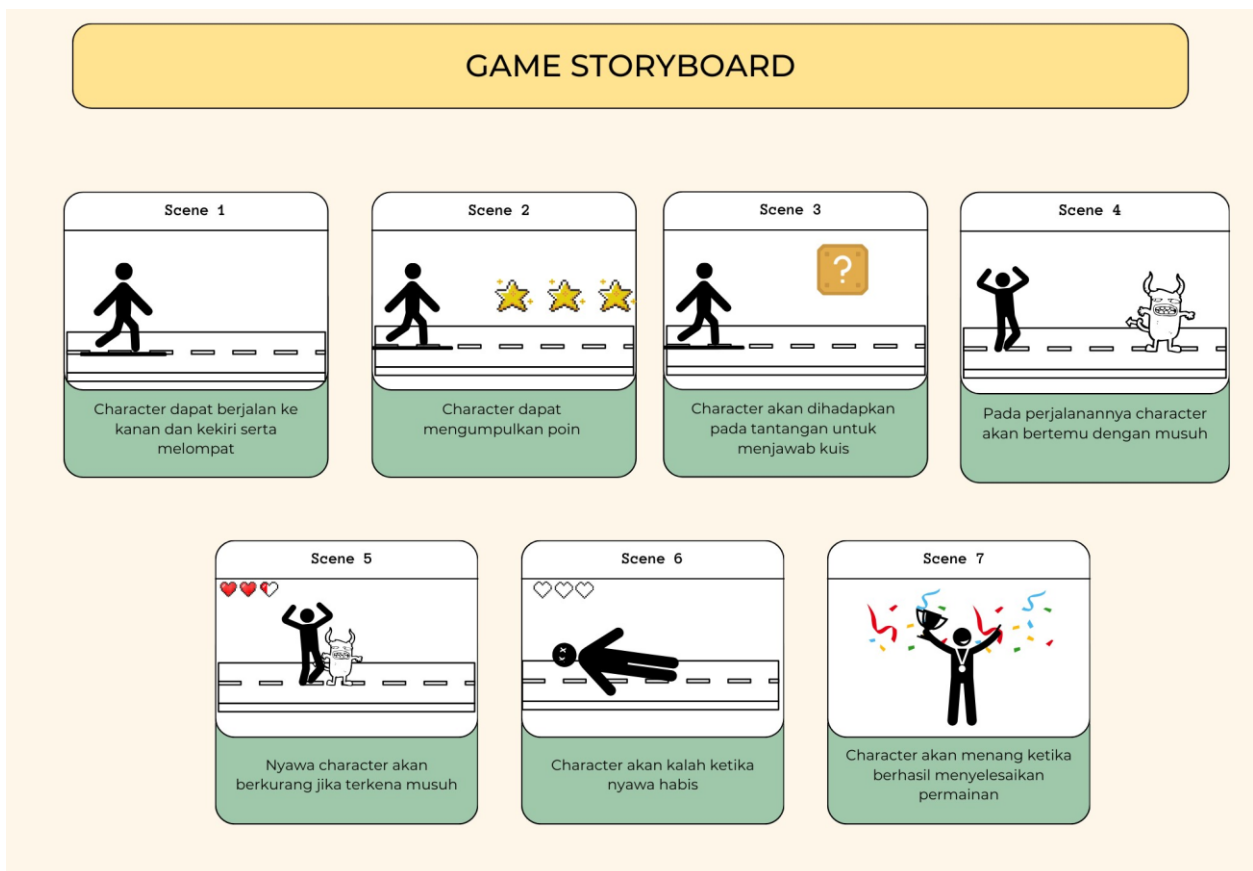 GAME STORYBOARD
Scene 1
Character dapat berjalan ke
kanan dan kekiri serta
melompat
Scene 2
Character dapat
mengumpulkan poin
Scene 3
?
Character akan dihadapkan
pada tantangan untuk
menjawab kuis
Scene 4
Pada perjalanannya character
akan bertemu dengan musuh
Scene 5
Nyawa character akan
berkurang jika terkena musuh
Scene 6
Character akan kalah ketika
nyawa habis
Scene 7
Character akan menang ketika
berhasil menyelesaikan
permainan